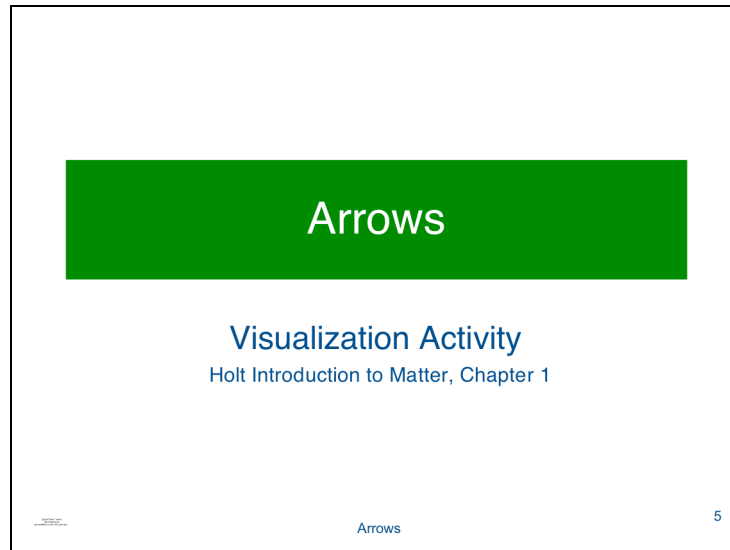 Arrows
Visualization Activity
Holt Introduction to Matter, Chapter 1
Arrows
5